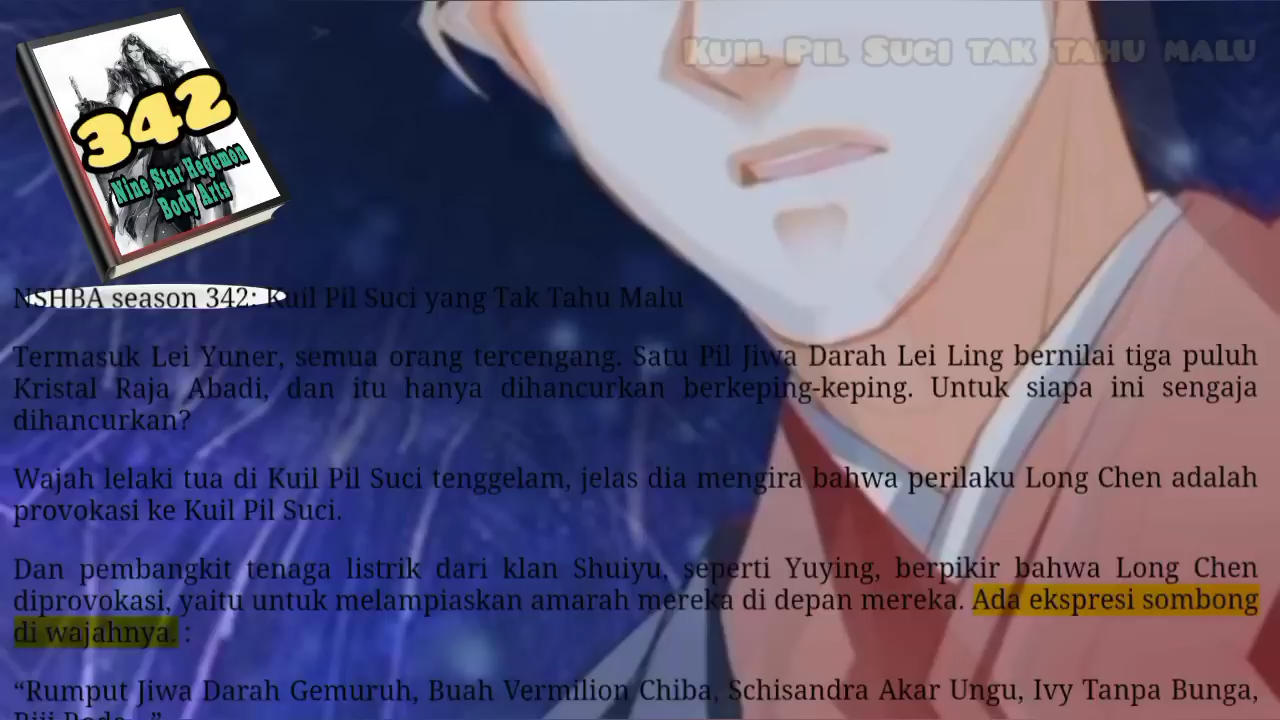 Kuil Pil Suci tak tahu malu
342
Nine Star Hegemon
Body Arts
NSHBA season 342: Kuil Pil Suci yang Tak Tahu Malu
Termasuk Lei Yuner, semua orang tercengang. Satu Pil Jiwa Darah Lei Ling bernilai tiga puluh
Kristal Raja Abadi, dan itu hanya dihancurkan berkeping-keping. Untuk siapa ini sengaja
dihancurkan?
Wajah lelaki tua di Kuil Pil Suci tenggelam, jelas dia mengira bahwa perilaku Long Chen adalah
provokasi ke Kuil Pil Suci.
Dan pembangkit tenaga listrik dari klan Shuiyu, seperti Yuying, berpikir bahwa Long Chen
diprovokasi, yaitu untuk melampiaskan amarah mereka di depan mereka. Ada ekspresi sombong
di wajahnya. :
“Rumput Jiwa Darah Gemuruh, Buah Vermilion Chiba, Schisandra Akar Ungu, Ivy Tanpa Bunga,